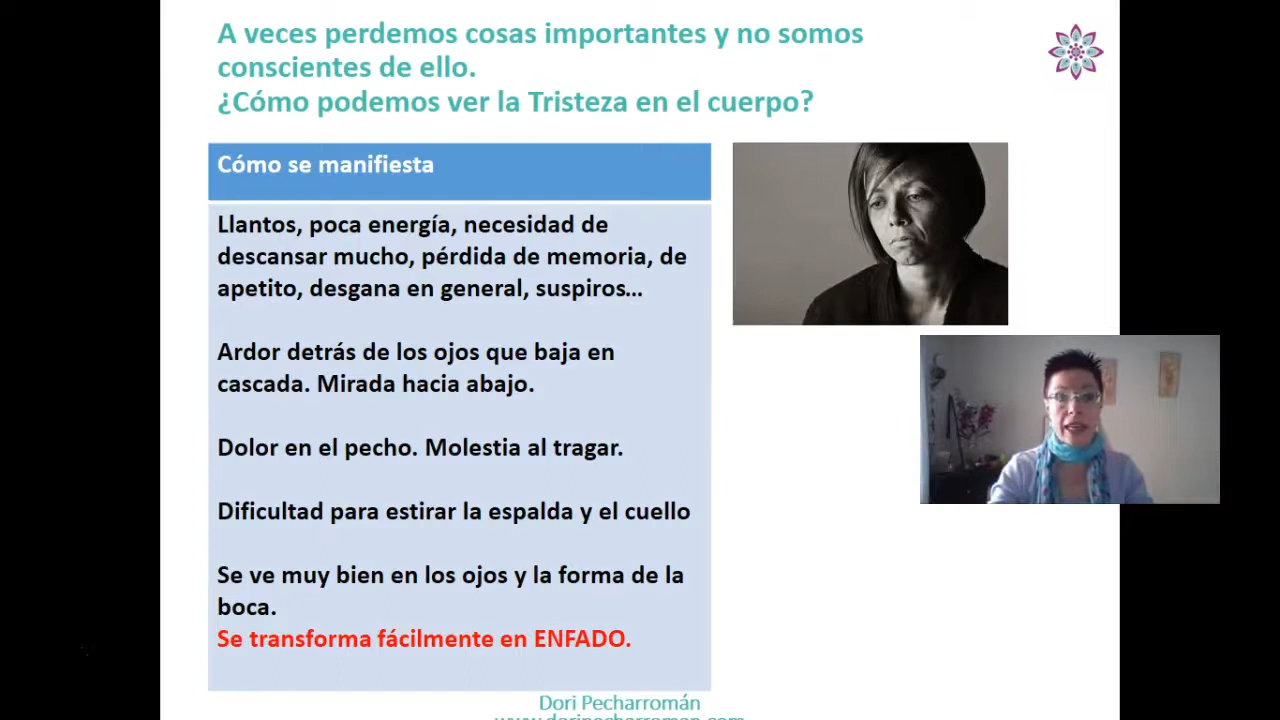 A veces perdemos cosas importantes y no somos
conscientes de ello.
¿Cómo podemos ver la Tristeza en el cuerpo?
Cómo se manifiesta
Llantos, poca energía, necesidad de
descansar mucho, pérdida de memoria, de
apetito, desgana en general, suspiros...
Ardor detrás de los ojos que baja en
cascada. Mirada hacia abajo.
Dolor en el pecho. Molestia al tragar.
Dificultad para estirar la espalda y el cuello
Se ve muy bien en los ojos y la forma de la
boca.
Se transforma fácilmente en ENFADO.
Dori Pecharromán
www.doripecharroman.com